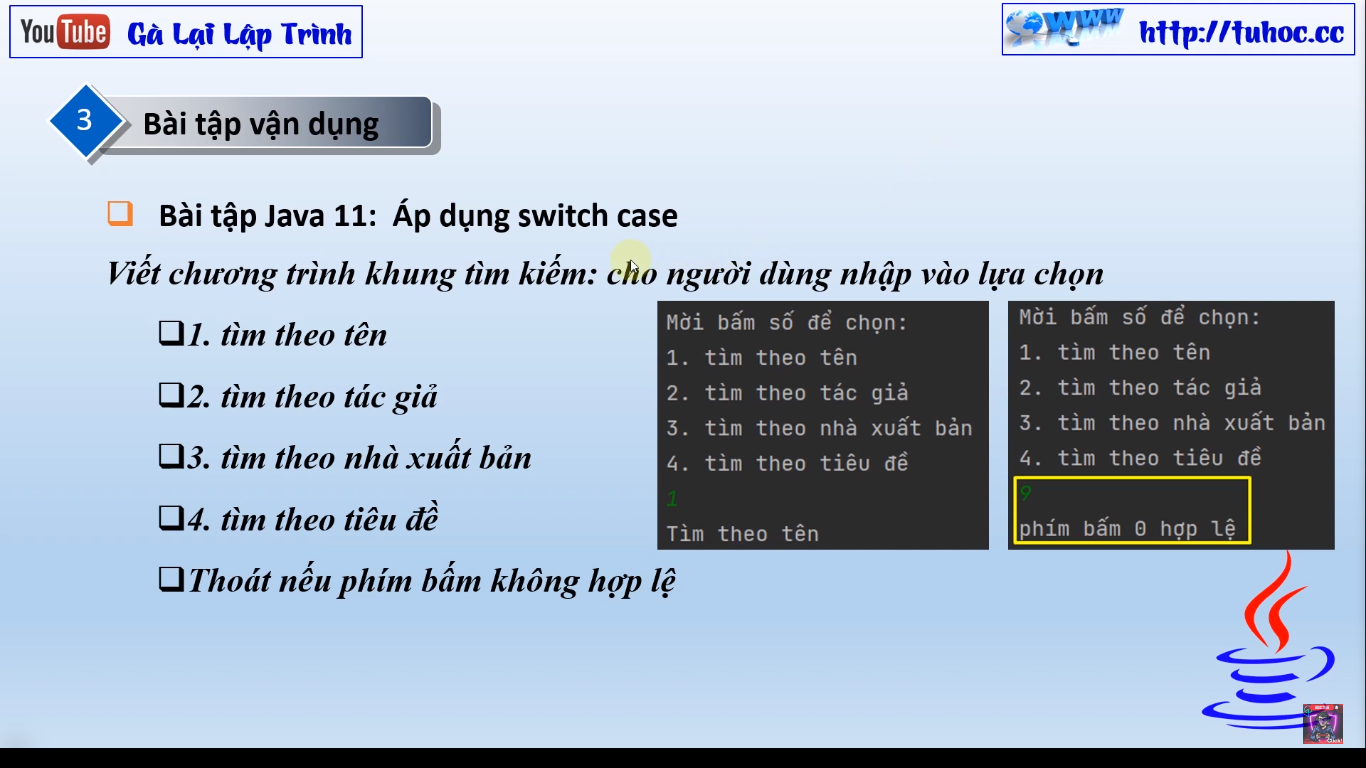 YouTube Gà Lại Lập Trình
www http://tuhoc.cc
3 Bài tập vận dụng
Bài tập Java 11: Áp dụng switch case
Viết chương trình khung tìm kiếm: cho người dùng nhập vào lựa chọn
1. tìm theo tên
2. tìm theo tác giả
3. tìm theo nhà xuất bản
4. tìm theo tiêu đề
Thoát nếu phím bấm không hợp lệ
Mời bấm số để chọn:
1. tìm theo tên
2. tìm theo tác giả
3. tìm theo nhà xuất bản
4. tìm theo tiêu đề
1
Tìm theo tên
Mời bấm số để chọn:
1. tìm theo tên
2. tìm theo tác giả
3. tìm theo nhà xuất bản
4. tìm theo tiêu đề
9
phím bấm 0 hợp lệ